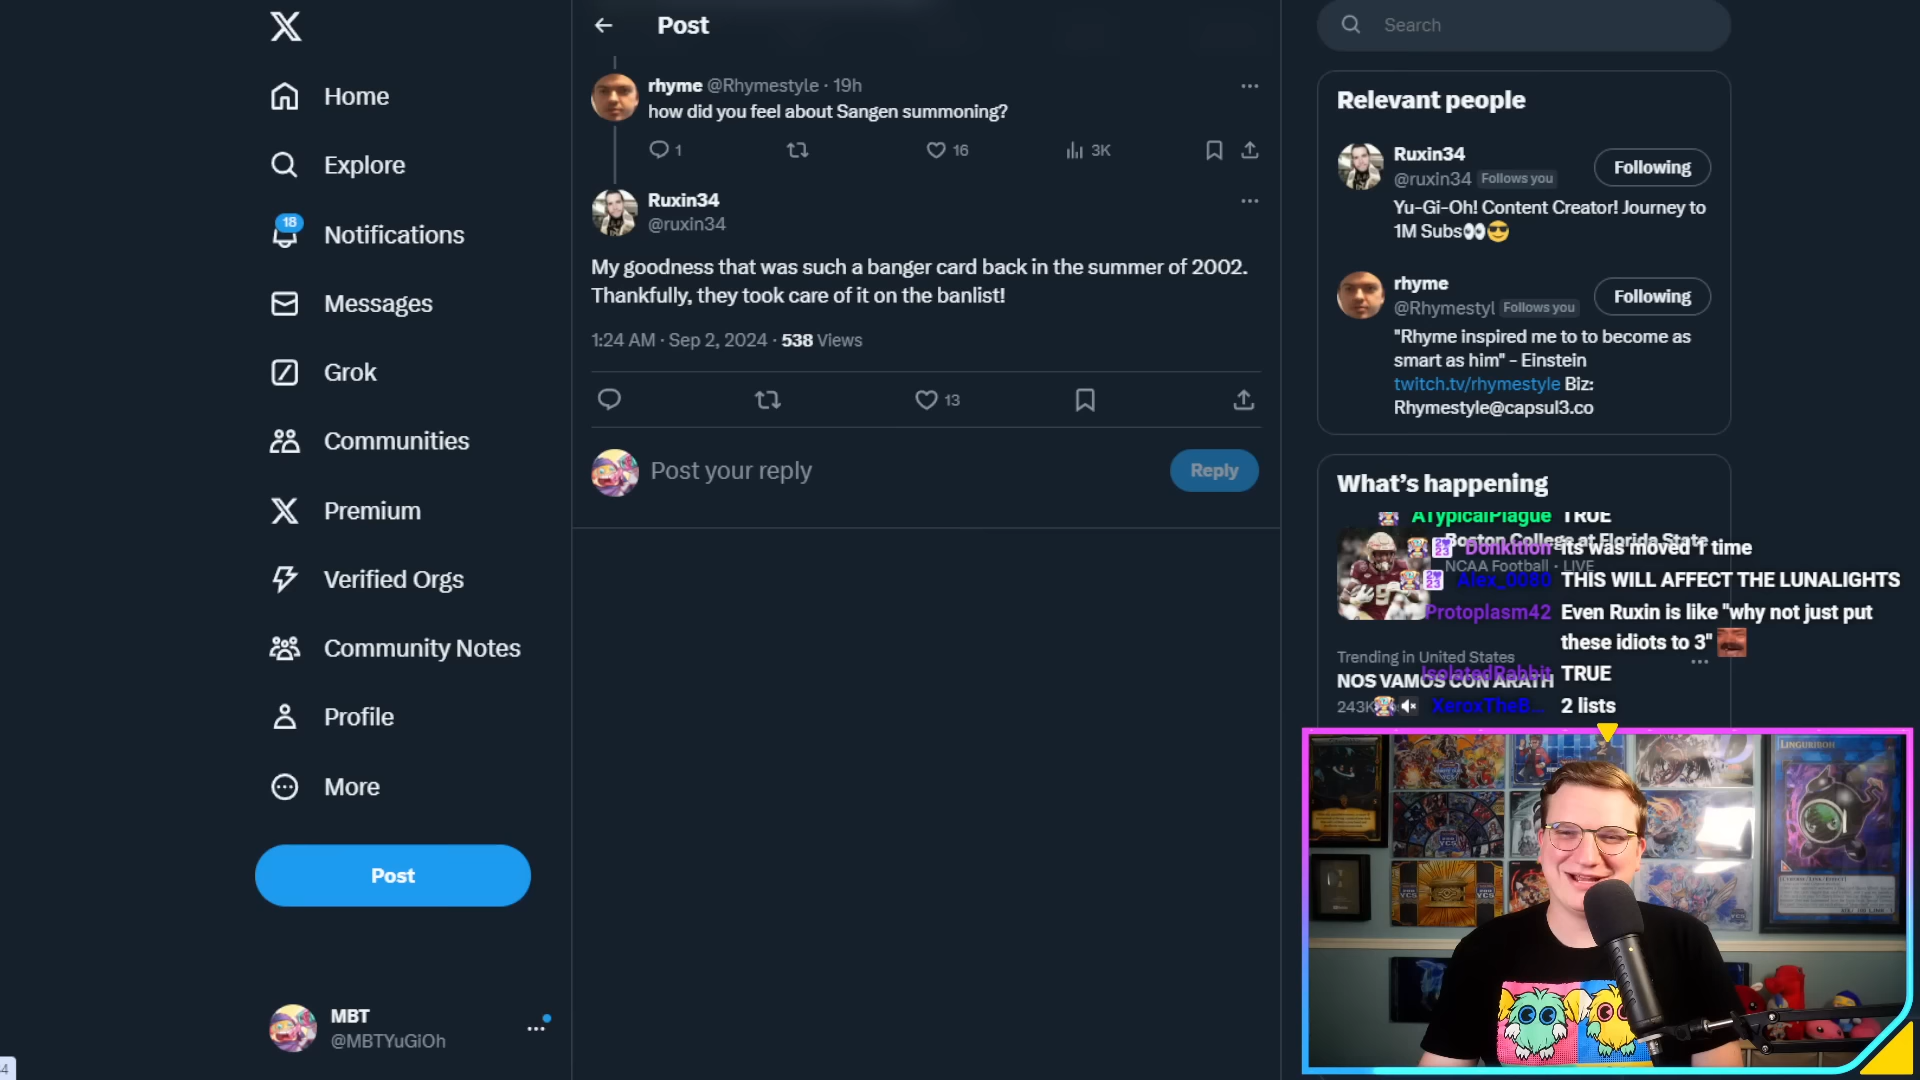 Home
Explore
18
Notifications
Messages
Grok
Communities
Premium
Verified Orgs
Community Notes
Profile
More
Post
MBT
@MBTYuGiOh
4
Post
rhyme @Rhymestyle · 19h
how did you feel about Sangen summoning?
1
16
3K
Ruxin34
@ruxin34
My goodness that was such a banger card back in the summer of 2002.
Thankfully, they took care of it on the banlist!
1:24 AM · Sep 2, 2024 · 538 Views
13
Post your reply
Reply
Search
Relevant people
Ruxin34
@ruxin34 Follows you
Following
Yu-Gi-Oh! Content Creator! Journey to
1M Subs👀😎
rhyme
@Rhymestyl Follows you
Following
"Rhyme inspired me to to become as
smart as him" - Einstein
twitch.tv/rhymestyle Biz:
Rhymestyle@capsul3.co
What's happening
ATypicalPlague TRUE
Boston College at Florida State
Donkition its was moved 1 time
NCAA Football · LIVE
Alex_0080 THIS WILL AFFECT THE LUNALIGHTS
Protoplasm42 Even Ruxin is like "why not just put
these idiots to 3"
Trending in United States
IsolatedRabbit TRUE
NOS VAMOS CON ARATH
243K
XeroxTheB... 2 lists
LINGURIBOH